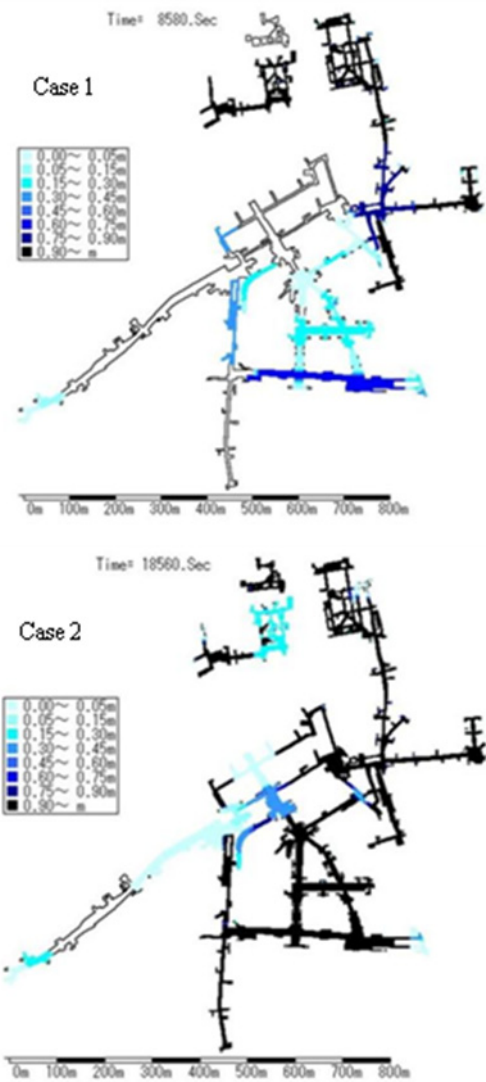 Time= 8580.Sec
Case 1
0.00～ 0.05m
0.05～ 0.15m
0.15～ 0.30m
0.30～ 0.45m
0.45～ 0.60m
0.60～ 0.75m
0.75～ 0.90m
0.90～ m
0m 100m 200m 300m 400m 500m 600m 700m 800m
Time= 18560.Sec
Case 2
0.00～ 0.05m
0.05～ 0.15m
0.15～ 0.30m
0.30～ 0.45m
0.45～ 0.60m
0.60～ 0.75m
0.75～ 0.90m
0.90～ m
0m 100m 200m 300m 400m 500m 600m 700m 800m